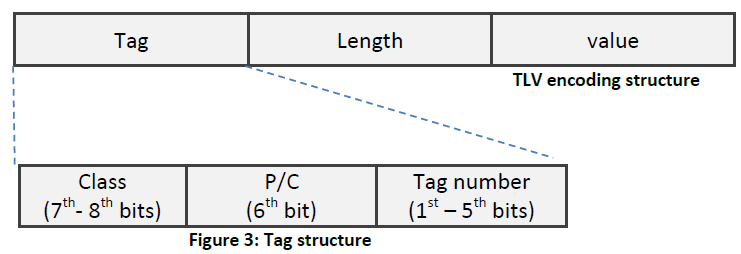 Tag Length value
TLV encoding structure
Class P/C Tag number
(7th- 8th bits) (6th bit) (1st – 5th bits)
Figure 3: Tag structure